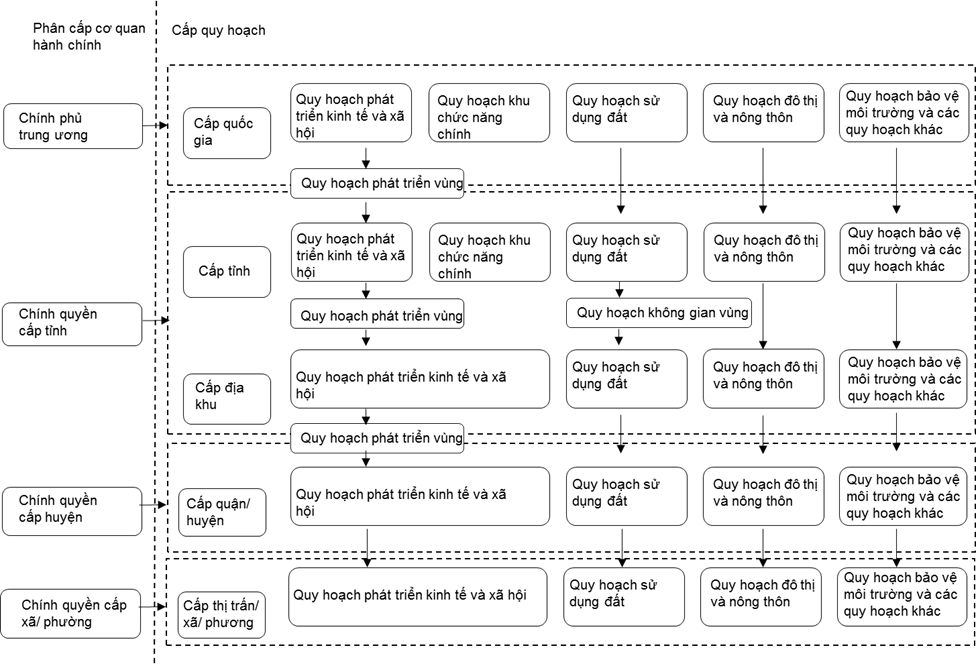 Phân cấp cơ quan
hành chính
Cấp quy hoạch
Chính phủ
trung ương
Cấp quốc
gia
Quy hoạch phát
triển kinh tế và xã
hội
Quy hoạch khu
chức năng
chính
Quy hoạch sử
dụng đất
Quy hoạch đô thị
và nông thôn
Quy hoạch bảo vệ
môi trường và các
quy hoạch khác
Quy hoạch phát triển vùng
Chính quyền
cấp tỉnh
Cấp tỉnh
Quy hoạch phát
triển kinh tế và xã
hội
Quy hoạch khu
chức năng
chính
Quy hoạch sử
dụng đất
Quy hoạch đô thị
và nông thôn
Quy hoạch bảo vệ
môi trường và các
quy hoạch khác
Quy hoạch phát triển vùng
Quy hoạch không gian vùng
Cấp địa
khu
Quy hoạch phát triển kinh tế và xã
hội
Quy hoạch sử
dụng đất
Quy hoạch đô thị
và nông thôn
Quy hoạch bảo vệ
môi trường và các
quy hoạch khác
Quy hoạch phát triển vùng
Chính quyền
cấp huyện
Cấp quận/
huyện
Quy hoạch phát triển kinh tế và xã
hội
Quy hoạch sử
dụng đất
Quy hoạch đô thị
và nông thôn
Quy hoạch bảo vệ
môi trường và các
quy hoạch khác
Chính quyền cấp
xã/ phường
Cấp thị trấn/
xã/ phương
Quy hoạch phát triển kinh tế và xã hội
Quy hoạch sử
dụng đất
Quy hoạch đô thị
và nông thôn
Quy hoạch bảo vệ
môi trường và các
quy hoạch khác